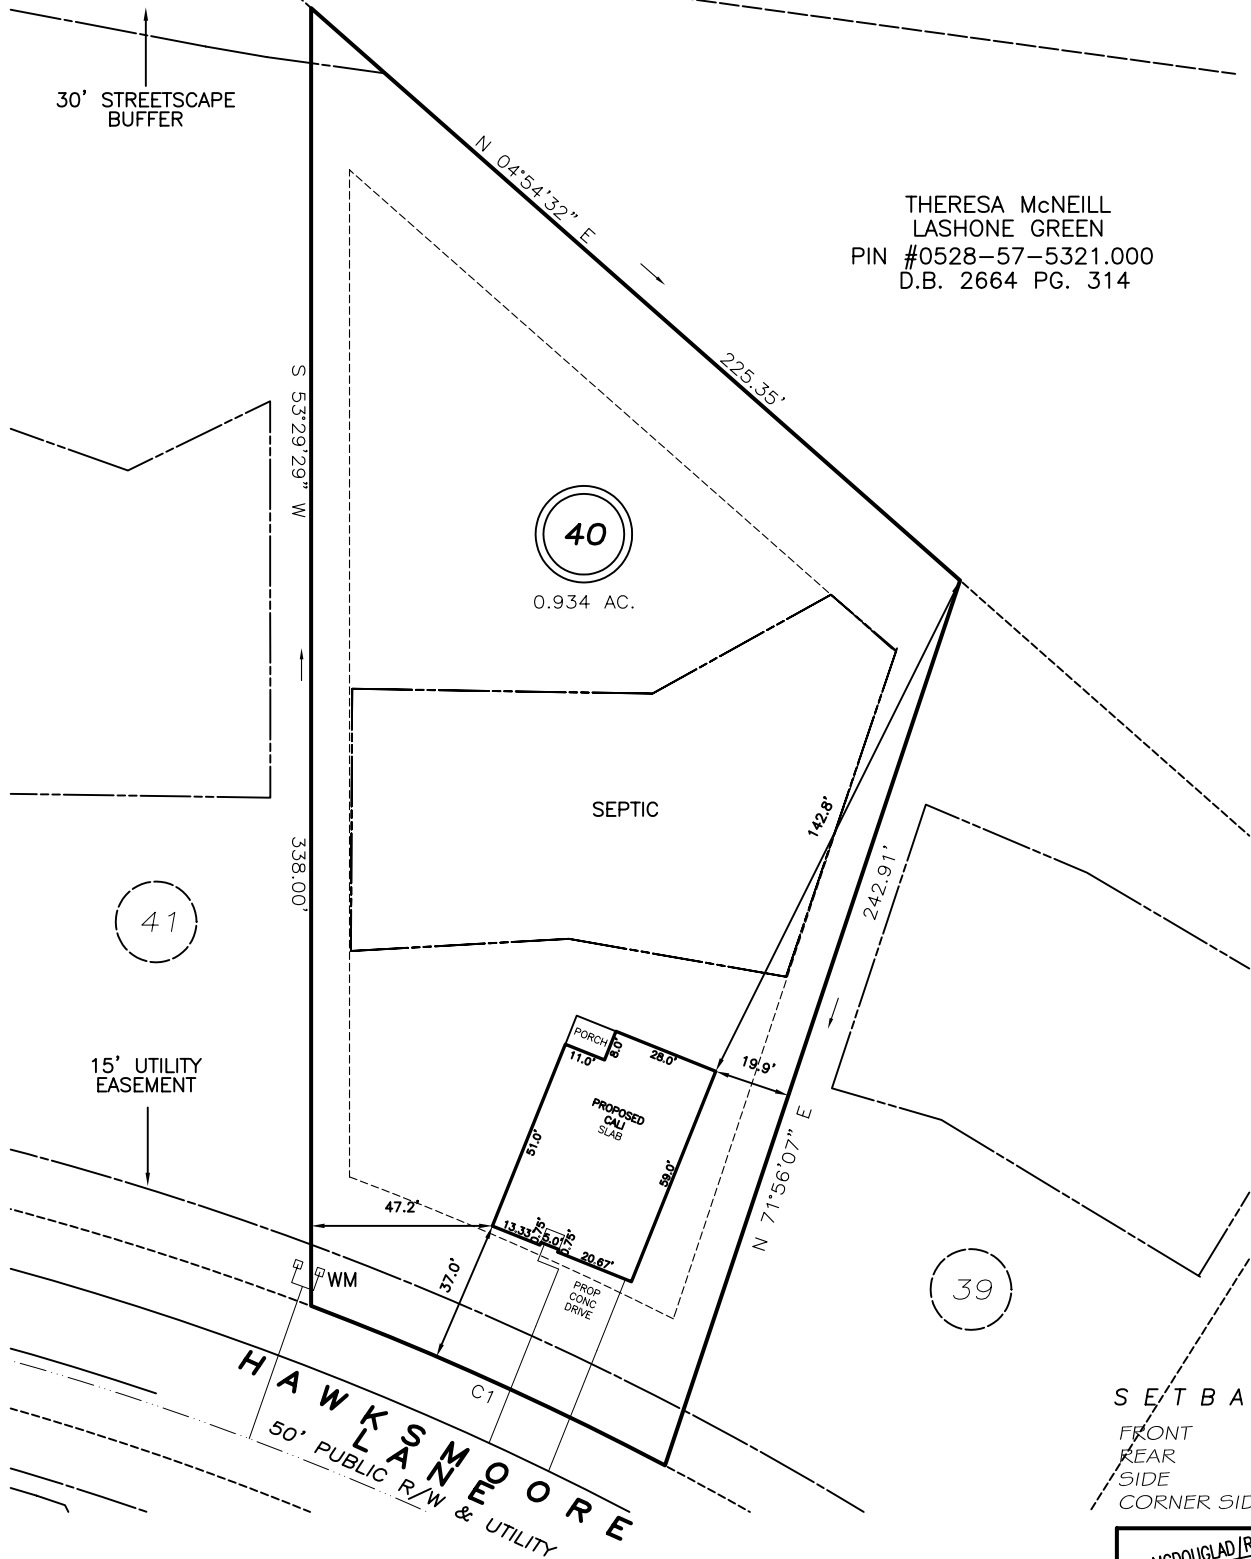 30' STREETSCAPE
BUFFER
N 04°54'32" E
225.35'
THERESA McNEILL
LASHONE GREEN
PIN #0528-57-5321.000
D.B. 2664 PG. 314
S 53°29'29" W
338.00'
40
0.934 AC.
SEPTIC
142.8'
242.91'
N 71°56'07" E
41
15' UTILITY
EASEMENT
PORCH
11.0'
8.0'
28.0'
19.9'
PROPOSED
CALI
SLAB
51.0'
59.0'
47.2'
13.33'
0.75'
5.0'
0.75'
20.67'
37.0'
PROP
CONC
DRIVE
WM
C1
39
HAWKSMOORE
LANE
50' PUBLIC R/W & UTILITY
SETBA
FRONT
REAR
SIDE
CORNER SID